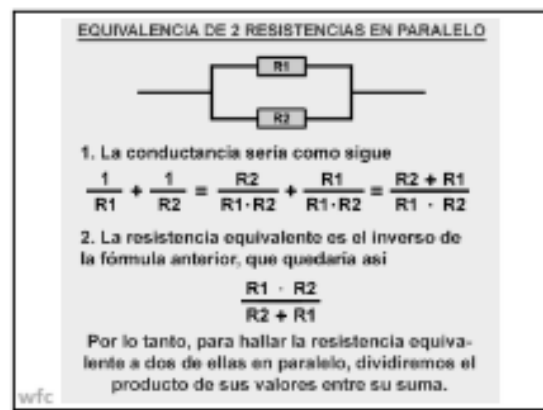 EQUIVALENCIA DE 2 RESISTENCIAS EN PARALELO
R1
R2
1. La conductancia sería como sigue
1/R1 + 1/R2 = R2/R1·R2 + R1/R1·R2 = R2 + R1/R1 · R2
2. La resistencia equivalente es el inverso de
la fórmula anterior, que quedaría asi
R1 · R2
R2 + R1
Por lo tanto, para hallar la resistencia equiva-
lente a dos de ellas en paralelo, dividiremos el
producto de sus valores entre su suma.
wfc